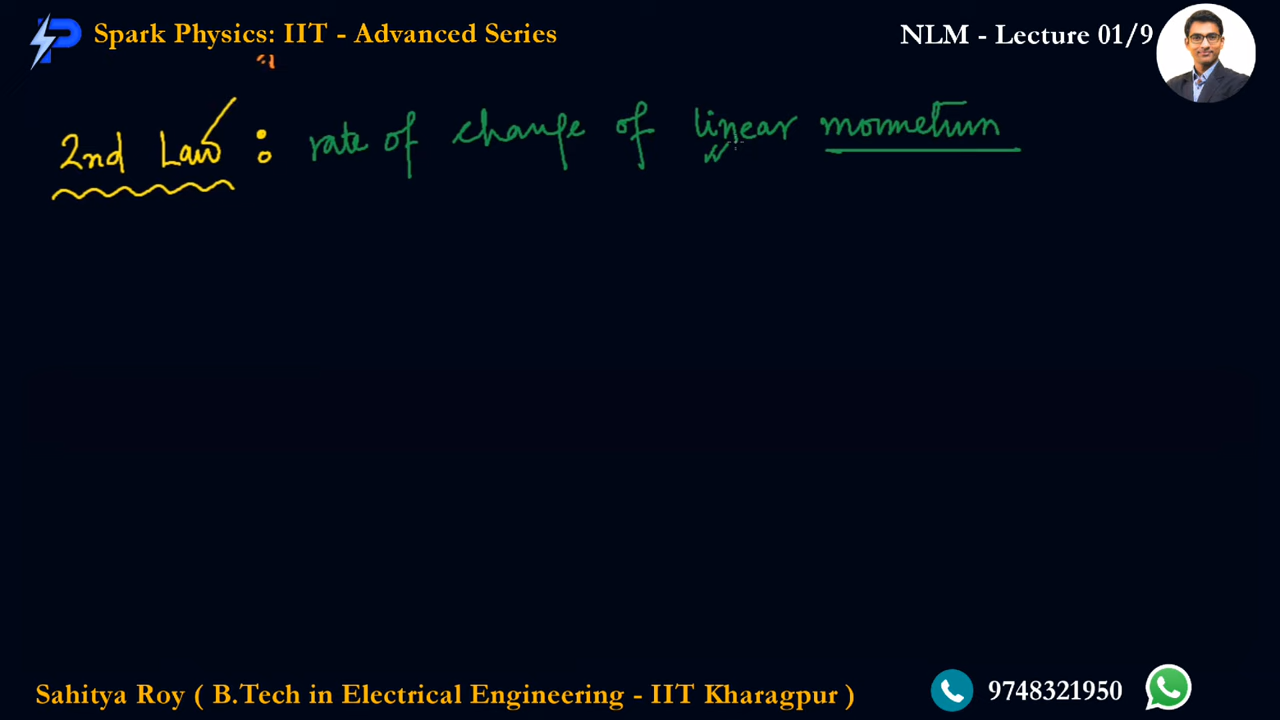 Spark Physics: IIT - Advanced Series
NLM - Lecture 01/9
2nd Law : rate of change of linear mometium
Sahitya Roy ( B.Tech in Electrical Engineering - IIT Kharagpur )
9748321950